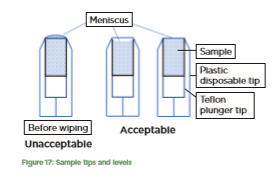 Meniscus
Sample
Plastic
disposable tip
Teflon
plunger tip
Before wiping
Acceptable
Unacceptable
Figure 17: Sample tips and levels